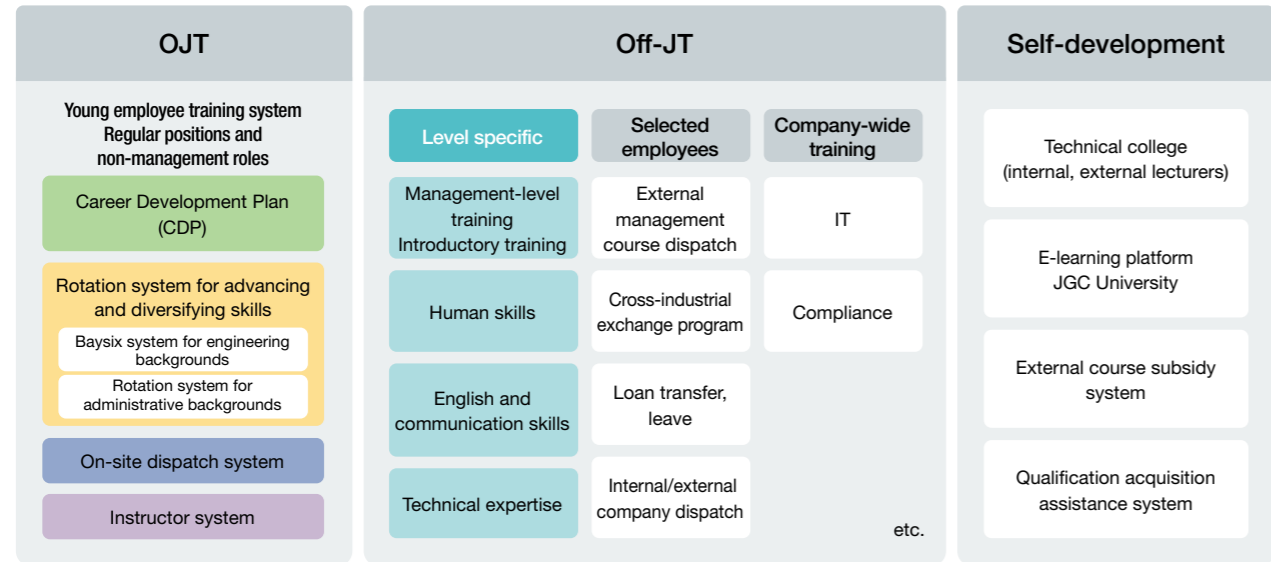 OJT
Young employee training system
Regular positions and
non-management roles
Career Development Plan
(CDP)
Rotation system for advancing
and diversifying skills
Baysix system for engineering
backgrounds
Rotation system for
administrative backgrounds
On-site dispatch system
Instructor system
Off-JT
Level specific
Management-level
training
Introductory training
Human skills
English and
communication skills
Technical expertise
Selected
employees
External
management
course dispatch
Cross-industrial
exchange program
Loan transfer,
leave
Internal/external
company dispatch
Company-wide
training
IT
Compliance
etc.
Self-development
Technical college
(internal, external lecturers)
E-learning platform
JGC University
External course subsidy
system
Qualification acquisition
assistance system